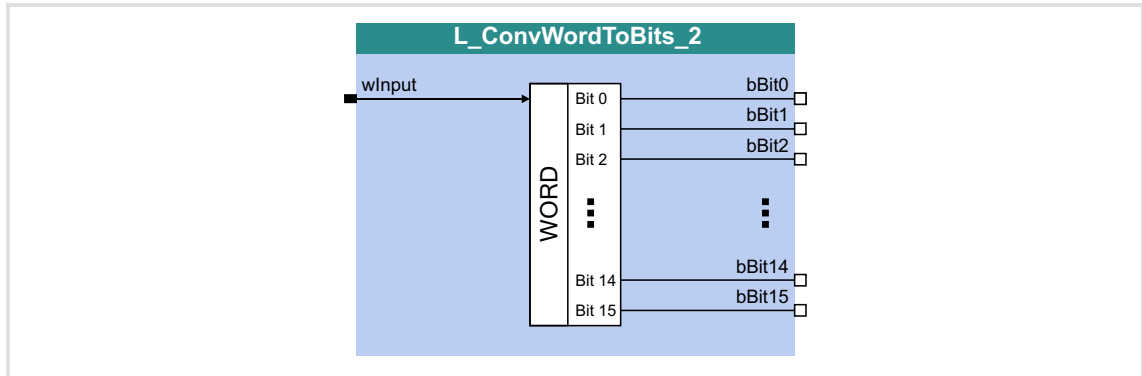 L_ConvWordToBits_2
wInput
WORD
Bit 0
bBit0
Bit 1
bBit1
Bit 2
bBit2
Bit 14
bBit14
Bit 15
bBit15